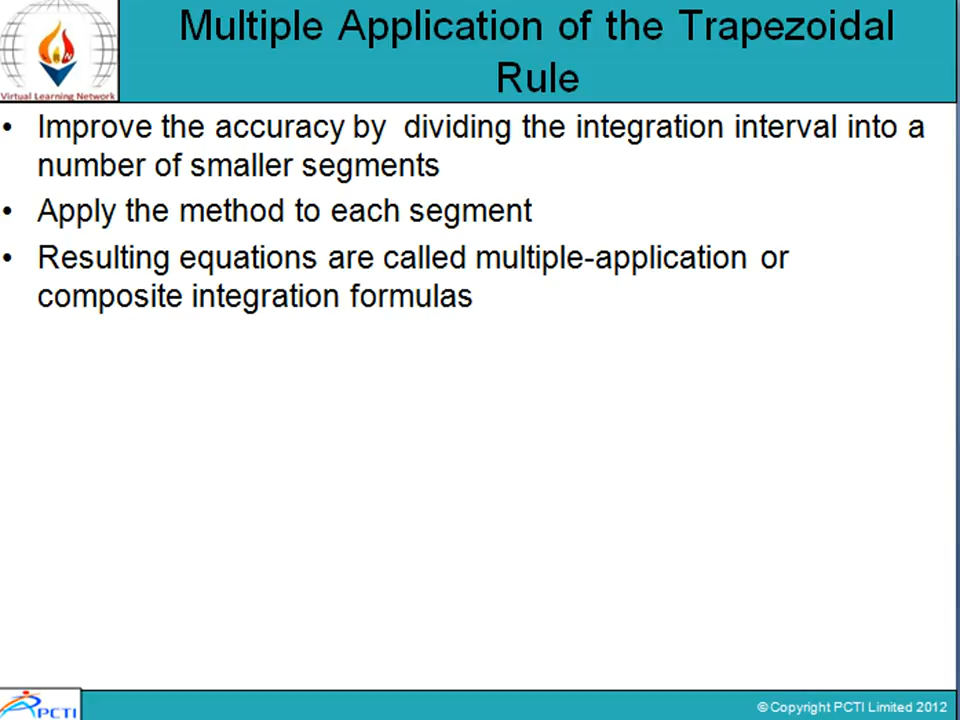 Multiple Application of the Trapezoidal
Rule
Virtual Learning Network
• Improve the accuracy by dividing the integration interval into a
number of smaller segments
• Apply the method to each segment
• Resulting equations are called multiple-application or
composite integration formulas
PCTI
© Copyright PCTI Limited 2012